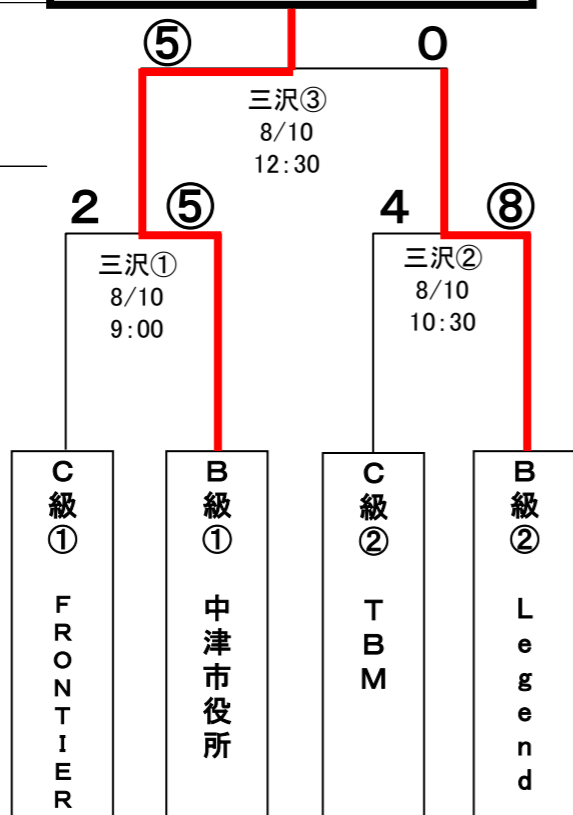 ⑤ 0
三沢③
8/10
12:30
2 ⑤ 4 ⑧
三沢①
8/10
9:00
三沢②
8/10
10:30
C級① FRONTIER
B級① 中津市役所
C級② TBM
B級② Legend